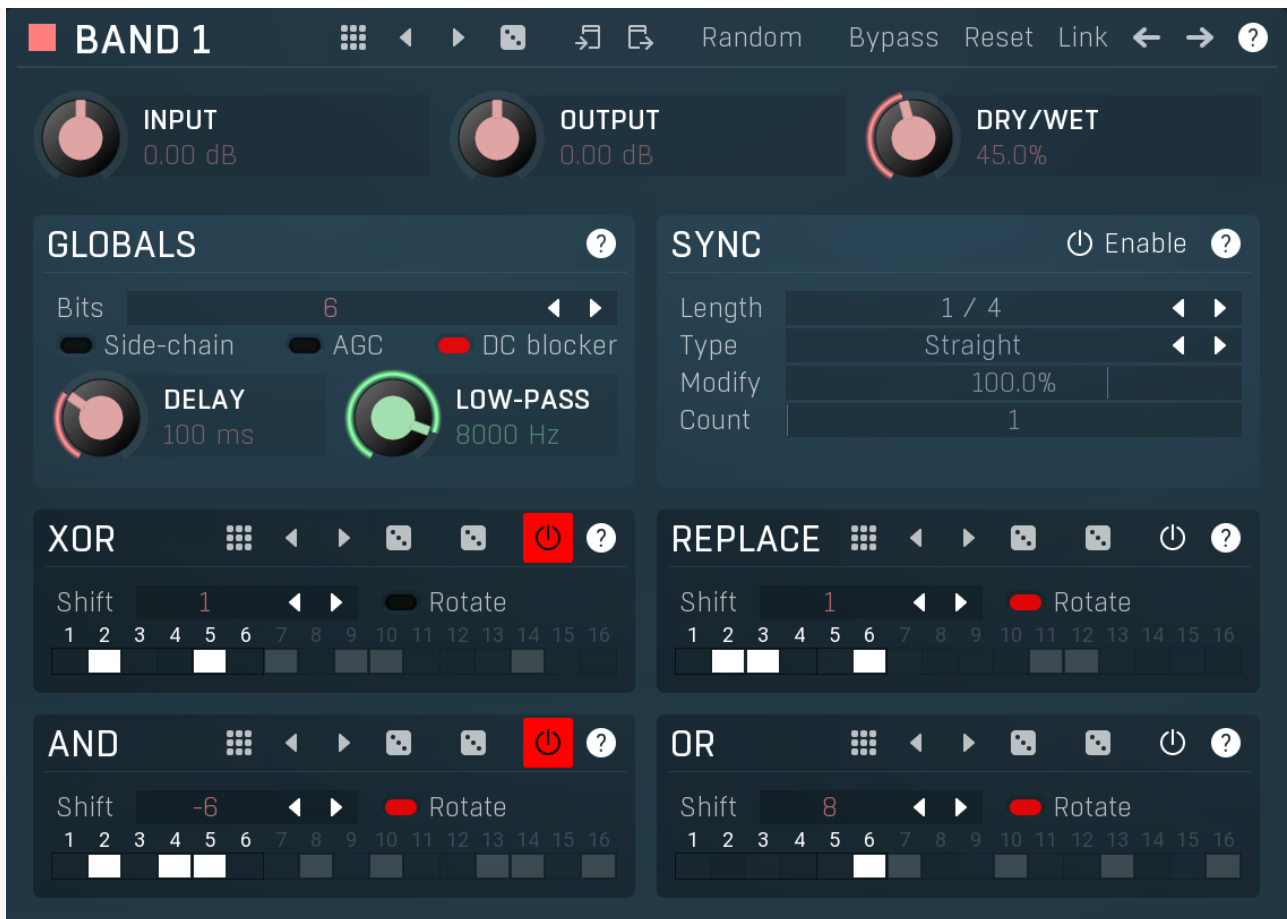 BAND 1 Random Bypass Reset Link ?
INPUT
0.00 dB
OUTPUT
0.00 dB
DRY/WET
45.0%
GLOBALS ?
Bits 6
Side-chain AGC DC blocker
DELAY
100 ms
LOW-PASS
8000 Hz
SYNC Enable ?
Length 1 / 4
Type Straight
Modify 100.0%
Count 1
XOR ?
Shift 1 Rotate
1 2 3 4 5 6 7 8 9 10 11 12 13 14 15 16
REPLACE ?
Shift 1 Rotate
1 2 3 4 5 6 7 8 9 10 11 12 13 14 15 16
AND ?
Shift -6 Rotate
1 2 3 4 5 6 7 8 9 10 11 12 13 14 15 16
OR ?
Shift 8 Rotate
1 2 3 4 5 6 7 8 9 10 11 12 13 14 15 16